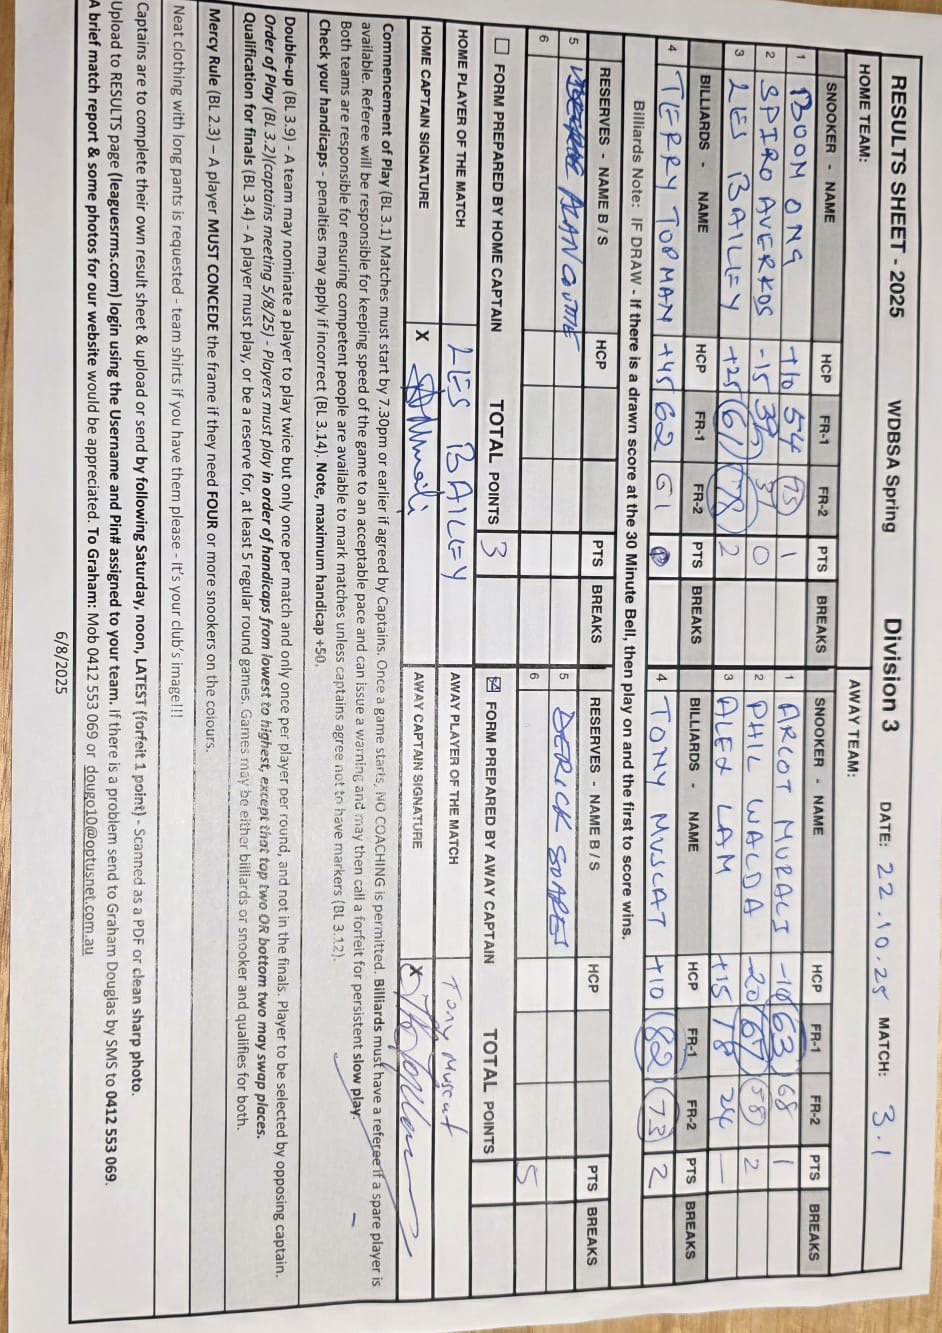 RESULTS SHEET - 2025 WDBSA Spring Division 3 DATE: 22.10.25 MATCH: 3.1
HOME TEAM: AWAY TEAM:
SNOOKER - NAME HCP FR-1 FR-2 PTS BREAKS SNOOKER - NAME HCP FR-1 FR-2 PTS BREAKS
1 BOON ONG +10 54 75 1 1 ARCOT MURALI -10 63 68 1
2 SPIRO AVERKOS -15 35 37 0 2 PHIL WALDA -20 67 58 2
3 LES BAILEY +25 61 78 2 3 ALEX LAM +15 18 24 —
BILLIARDS - NAME HCP FR-1 FR-2 PTS BREAKS BILLIARDS - NAME HCP FR-1 FR-2 PTS BREAKS
4 TERRY TOPMAN +45 62 61 4 TONY MUSCAT +10 82 73 2
Billiards Note: IF DRAW - If there is a drawn score at the 30 Minute Bell, then play on and the first to score wins.
RESERVES - NAME B / S HCP PTS BREAKS RESERVES - NAME B / S HCP PTS BREAKS
5 ALAN COTTIE 5 DERICK SOARES
6 6 5
FORM PREPARED BY HOME CAPTAIN TOTAL POINTS 3 FORM PREPARED BY AWAY CAPTAIN TOTAL POINTS
HOME PLAYER OF THE MATCH LES BAILEY AWAY PLAYER OF THE MATCH Tony Muscat
HOME CAPTAIN SIGNATURE X AWAY CAPTAIN SIGNATURE X
Commencement of Play (BL 3.1) Matches must start by 7.30pm or earlier if agreed by Captains. Once a game starts, NO COACHING is permitted. Billiards must have a referee if a spare player is
available. Referee will be responsible for keeping speed of the game to an acceptable pace and can issue a warning and may then call a forfeit for persistent slow play.
Both teams are responsible for ensuring competent people are available to mark matches unless captains agree not to have markers (BL 3.12).
Check your handicaps - penalties may apply if incorrect (BL 3.14). Note, maximum handicap +50.
Double-up (BL 3.9) - A team may nominate a player to play twice but only once per match and only once per player per round, and not in the finals. Player to be selected by opposing captain.
Order of Play (BL 3.2)(captains meeting 5/8/25) - Players must play in order of handicaps from lowest to highest, except that top two OR bottom two may swap places.
Qualification for finals (BL 3.4) - A player must play, or be a reserve for, at least 5 regular round games. Games may be either billiards or snooker and qualifies for both.
Mercy Rule (BL 2.3) – A player MUST CONCEDE the frame if they need FOUR or more snookers on the colours.
Neat clothing with long pants is requested - team shirts if you have them please - It's your club's image!!!
Captains are to complete their own result sheet & upload or send by following Saturday, noon, LATEST (forfeit 1 point) - Scanned as a PDF or clean sharp photo.
Upload to RESULTS page (leaguesrms.com) login using the Username and Pin# assigned to your team. If there is a problem send to Graham Douglas by SMS to 0412 553 069.
A brief match report & some photos for our website would be appreciated. To Graham: Mob 0412 553 069 or dougo10@optusnet.com.au
6/8/2025